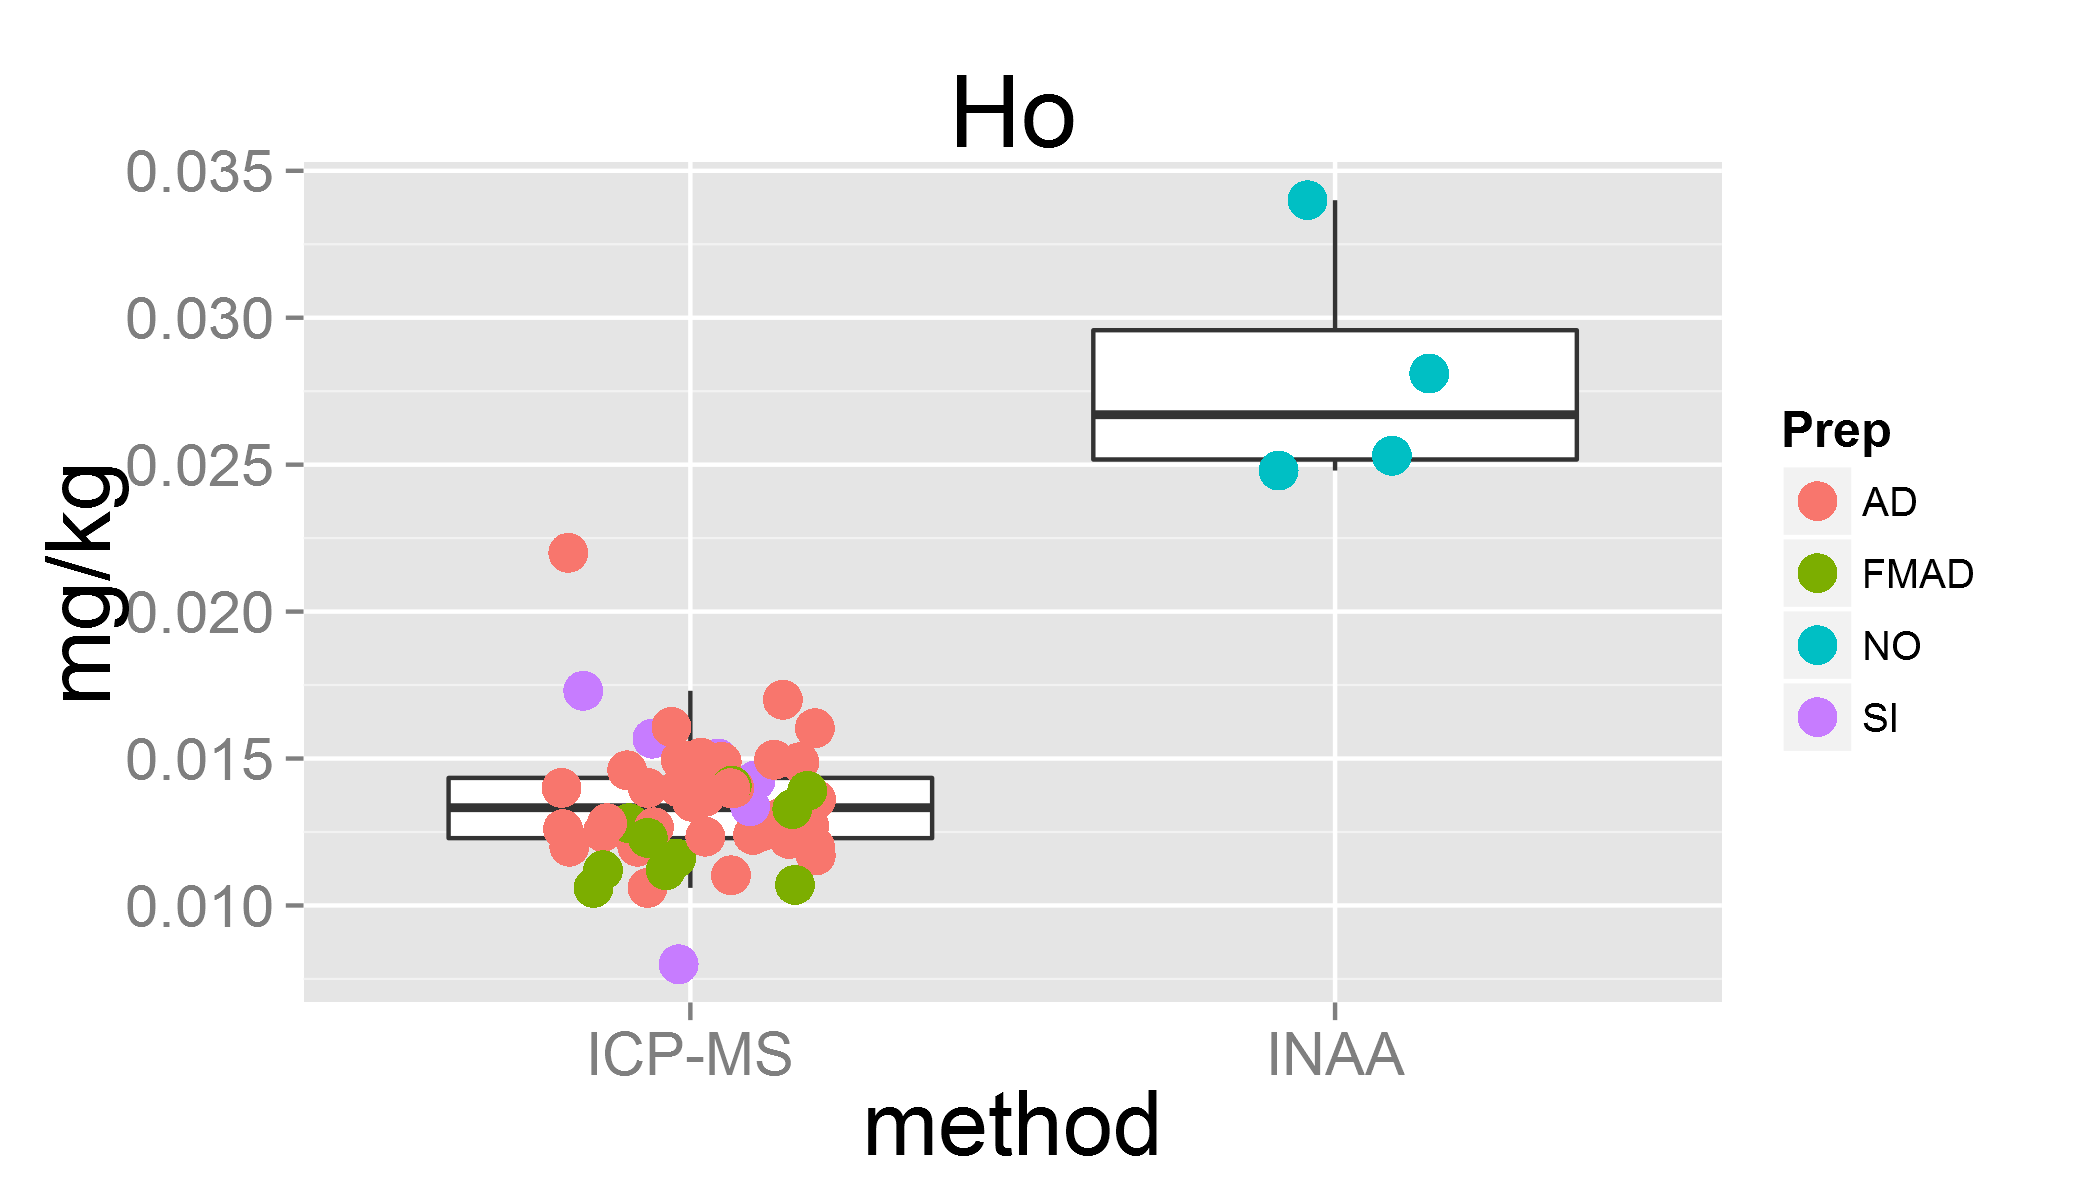 Ho
mg/kg
0.035
0.030
0.025
0.020
0.015
0.010
ICP-MS
INAA
method
Prep
AD
FMAD
NO
SI